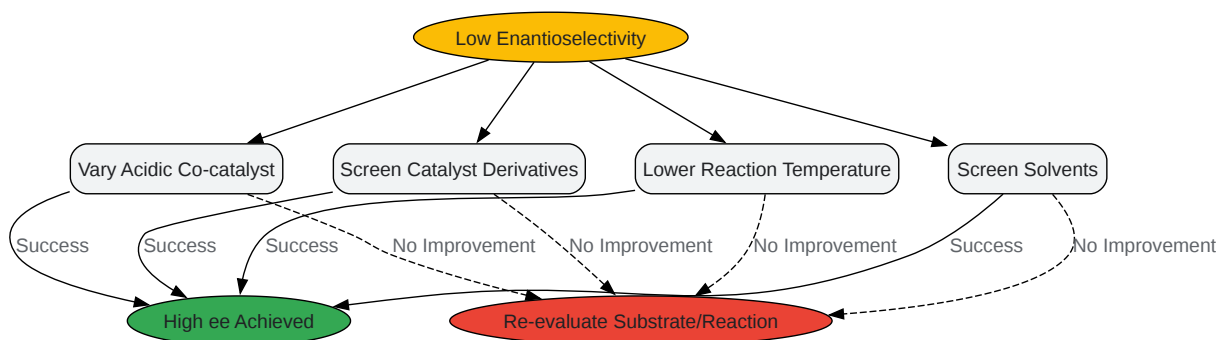 Low Enantioselectivity
Vary Acidic Co-catalyst
Screen Catalyst Derivatives
Lower Reaction Temperature
Screen Solvents
Success
Success
Success
No Improvement
No Improvement
No Improvement
Success
No Improvement
High ee Achieved
Re-evaluate Substrate/Reaction